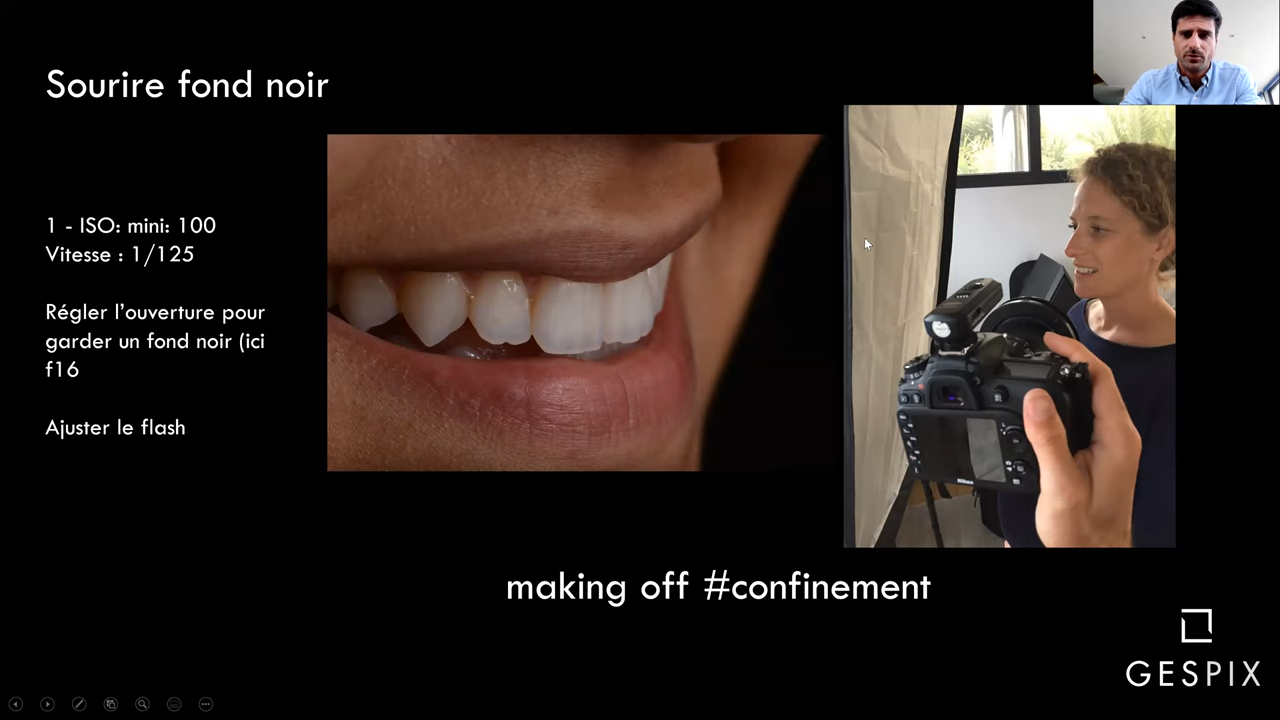 Sourire fond noir
1 - ISO: mini: 100
Vitesse : 1/125
Régler l’ouverture pour
garder un fond noir (ici
f16
Ajuster le flash
Nikon
making off #confinement
GESPIX